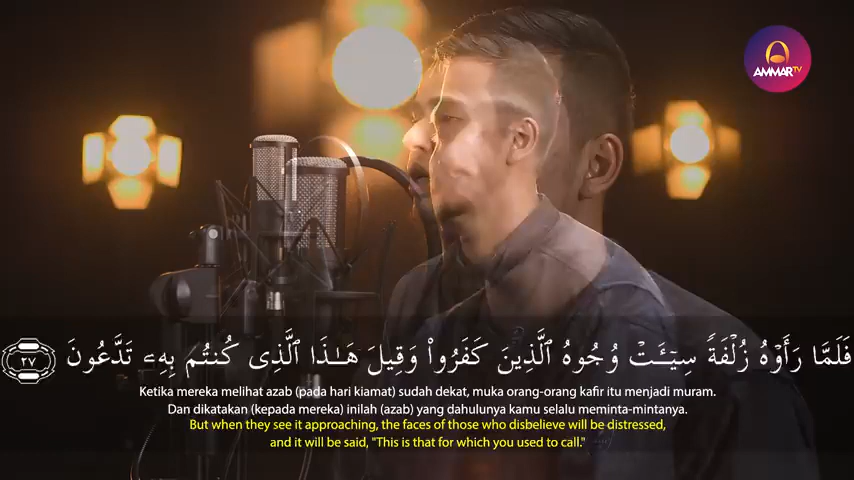 AMMARTV
فَلَمَّا رَأَوْهُ زُلْفَةً سِيٓـَٔتْ وُجُوهُ ٱلَّذِينَ كَفَرُوا۟ وَقِيلَ هَـٰذَا ٱلَّذِى كُنتُم بِهِۦ تَدَّعُونَ ٢٧
Ketika mereka melihat azab (pada hari kiamat) sudah dekat, muka orang-orang kafir itu menjadi muram.
Dan dikatakan (kepada mereka) inilah (azab) yang dahulunya kamu selalu meminta-mintanya.
But when they see it approaching, the faces of those who disbelieve will be distressed,
and it will be said, "This is that for which you used to call."